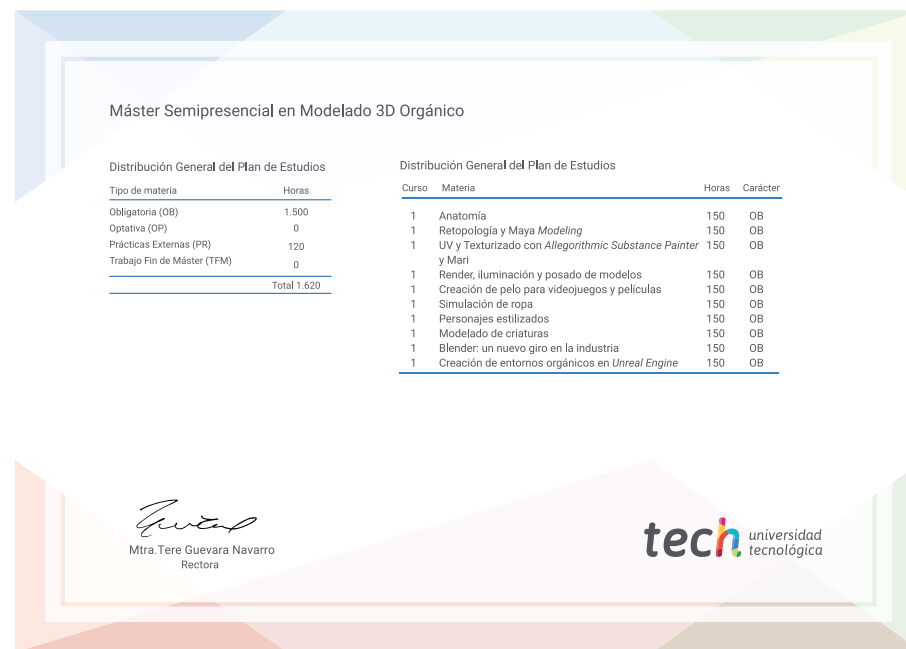 Máster Semipresencial en Modelado 3D Orgánico
Distribución General del Plan de Estudios
Tipo de materia Horas
Obligatoria (OB) 1.500
Optativa (OP) 0
Prácticas Externas (PR) 120
Trabajo Fin de Máster (TFM) 0
Total 1.620
Distribución General del Plan de Estudios
Curso Materia Horas Carácter
1 Anatomía 150 OB
1 Retopología y Maya Modeling 150 OB
1 UV y Texturizado con Allegorithmic Substance Painter 150 OB
y Mari
1 Render, iluminación y posado de modelos 150 OB
1 Creación de pelo para videojuegos y películas 150 OB
1 Simulación de ropa 150 OB
1 Personajes estilizados 150 OB
1 Modelado de criaturas 150 OB
1 Blender: un nuevo giro en la industria 150 OB
1 Creación de entornos orgánicos en Unreal Engine 150 OB
Mtra.Tere Guevara Navarro
Rectora
tech universidad
tecnológica